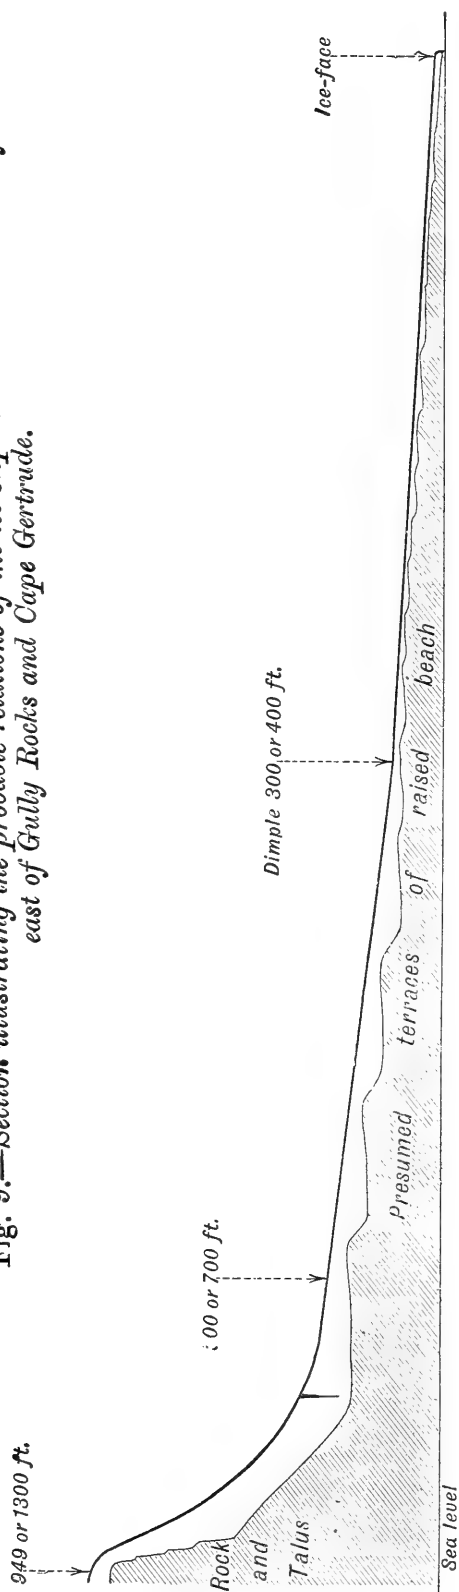 Fig. 9.—Section illustrating the probable relations of the
east of Gully Rocks and Cape Gertrude.
949 or 1300 ft.
00 or 700 ft.
Dimple 300 or 400 ft.
Ice-face
Rock
and
Talus
Presumed terraces of raised beach
Sea level